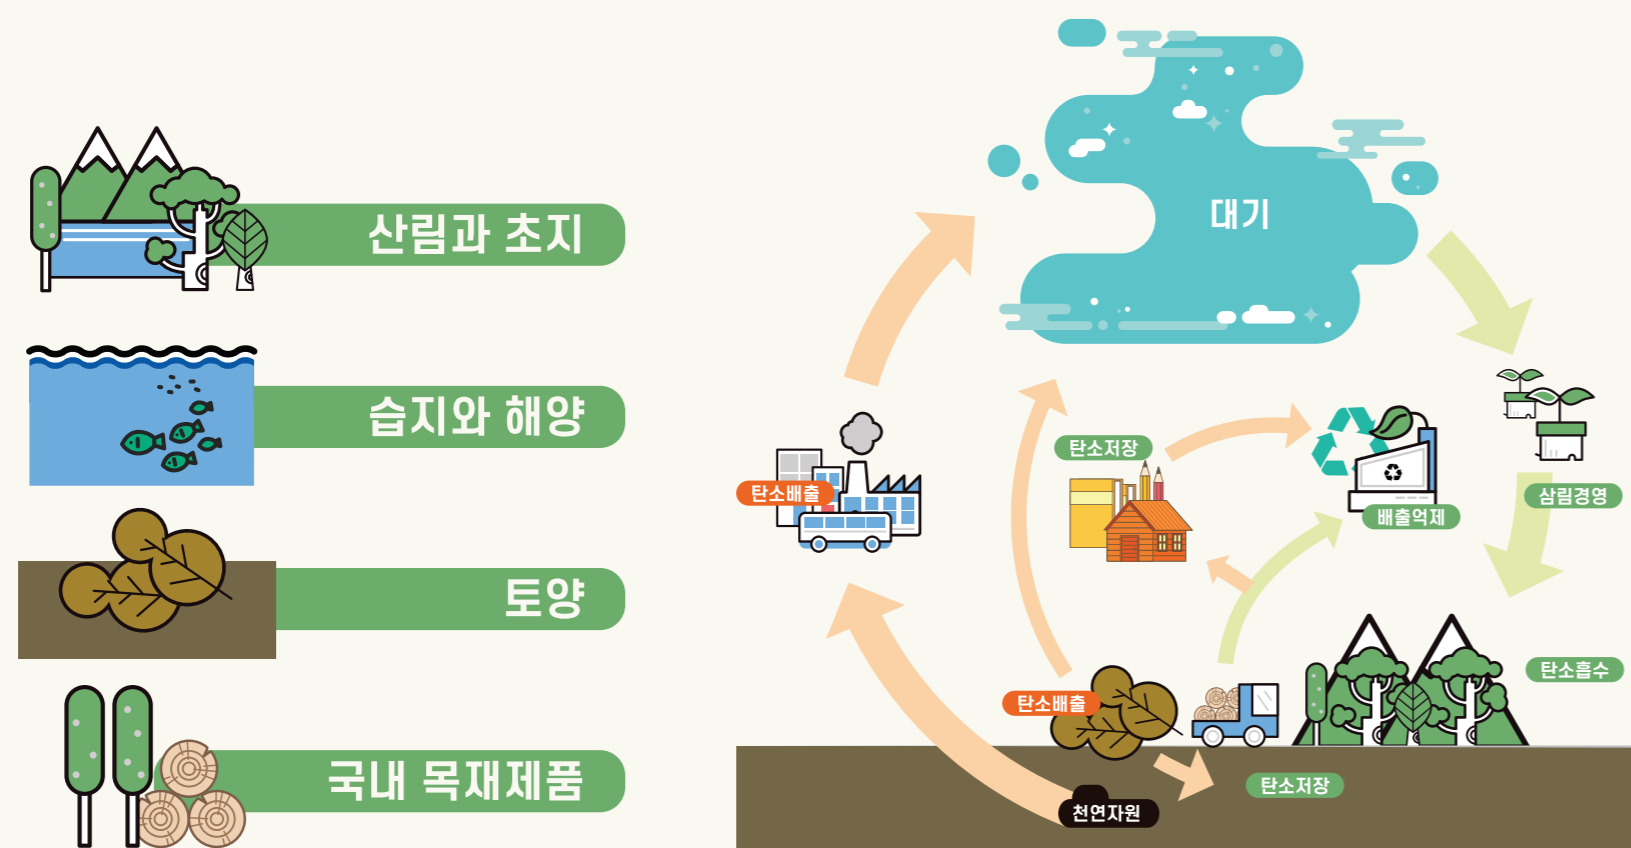 산림과 초지
습지와 해양
토양
국내 목재제품
대기
탄소저장
탄소배출
배출억제
삼림경영
탄소흡수
탄소배출
탄소저장
천연자원